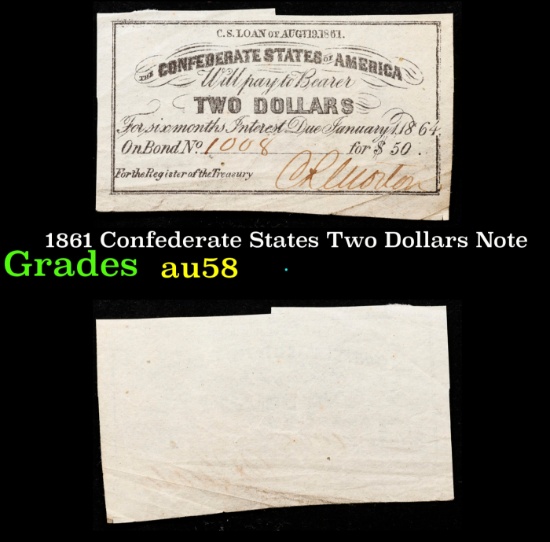 C.S. LOAN OF AUGT 19, 1861.
THE CONFEDERATE STATES OF AMERICA
Will pay to Bearer
TWO DOLLARS
For six months Interest Due January 1, 1864.
On Bond No. 1008 for $ 50.
For the Register of the Treasury
1861 Confederate States Two Dollars Note
Grades au58